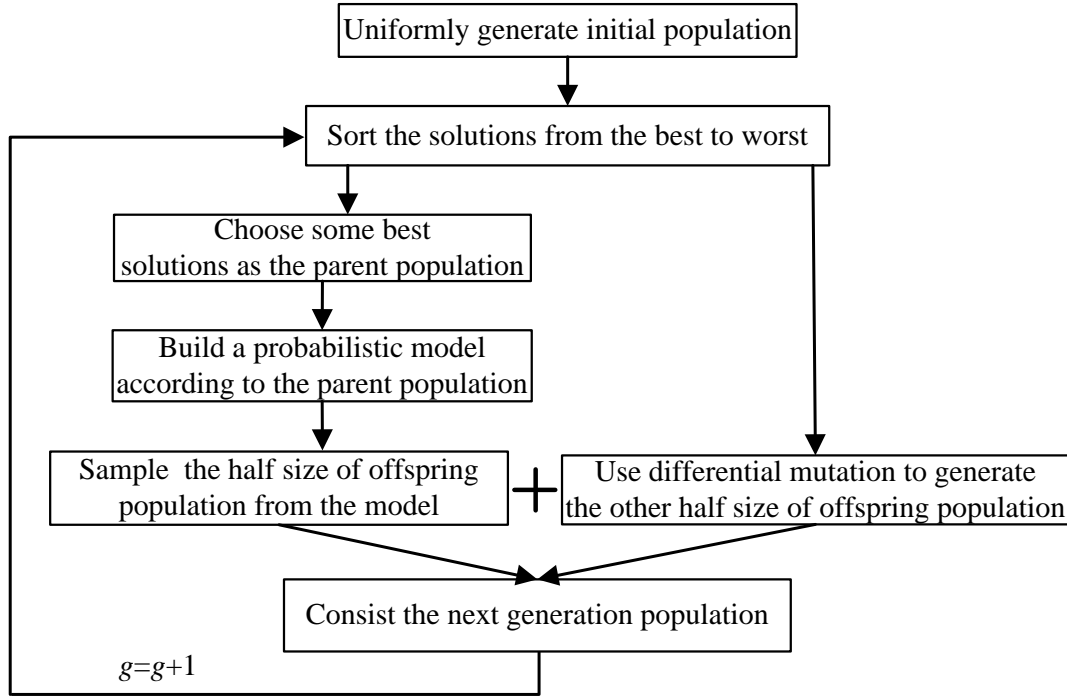 Uniformly generate initial population
Sort the solutions from the best to worst
Choose some best
solutions as the parent population
Build a probabilistic model
according to the parent population
Sample the half size of offspring
population from the model
+
Use differential mutation to generate
the other half size of offspring population
Consist the next generation population
g=g+1